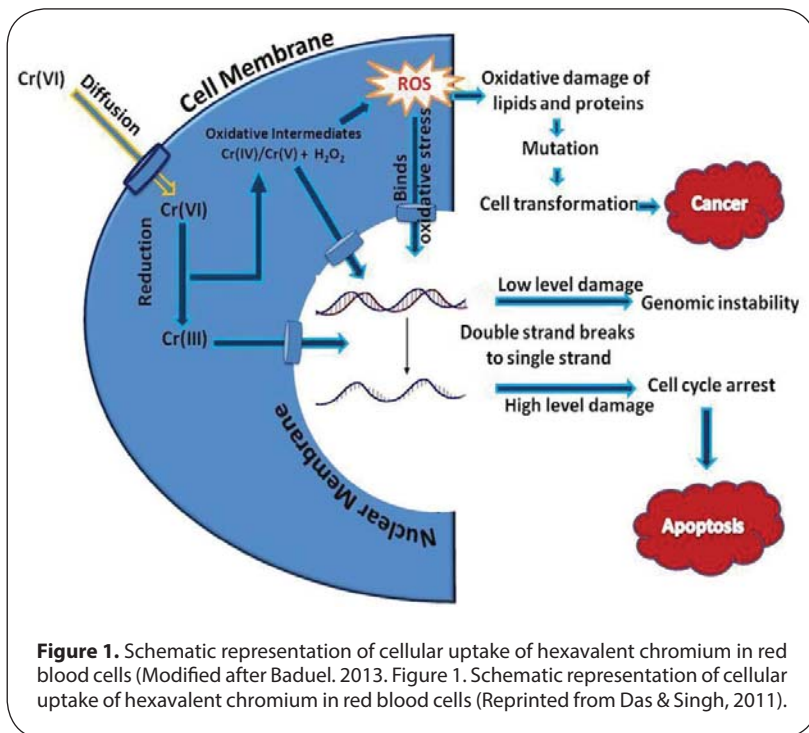 Cell Membrane
Cr(VI)
Diffusion
ROS
Oxidative damage of
lipids and proteins
Oxidative Intermediates
Cr(IV)/Cr(V) + H₂O₂
Binds
oxidative stress
Mutation
Cell transformation
Cancer
Cr(VI)
Reduction
Cr(III)
Low level damage
Genomic instability
Double strand breaks
to single strand
High level damage
Cell cycle arrest
Nuclear Membrane
Apoptosis
Figure 1. Schematic representation of cellular uptake of hexavalent chromium in red
blood cells (Modified after Baduel. 2013. Figure 1. Schematic representation of cellular
uptake of hexavalent chromium in red blood cells (Reprinted from Das & Singh, 2011).